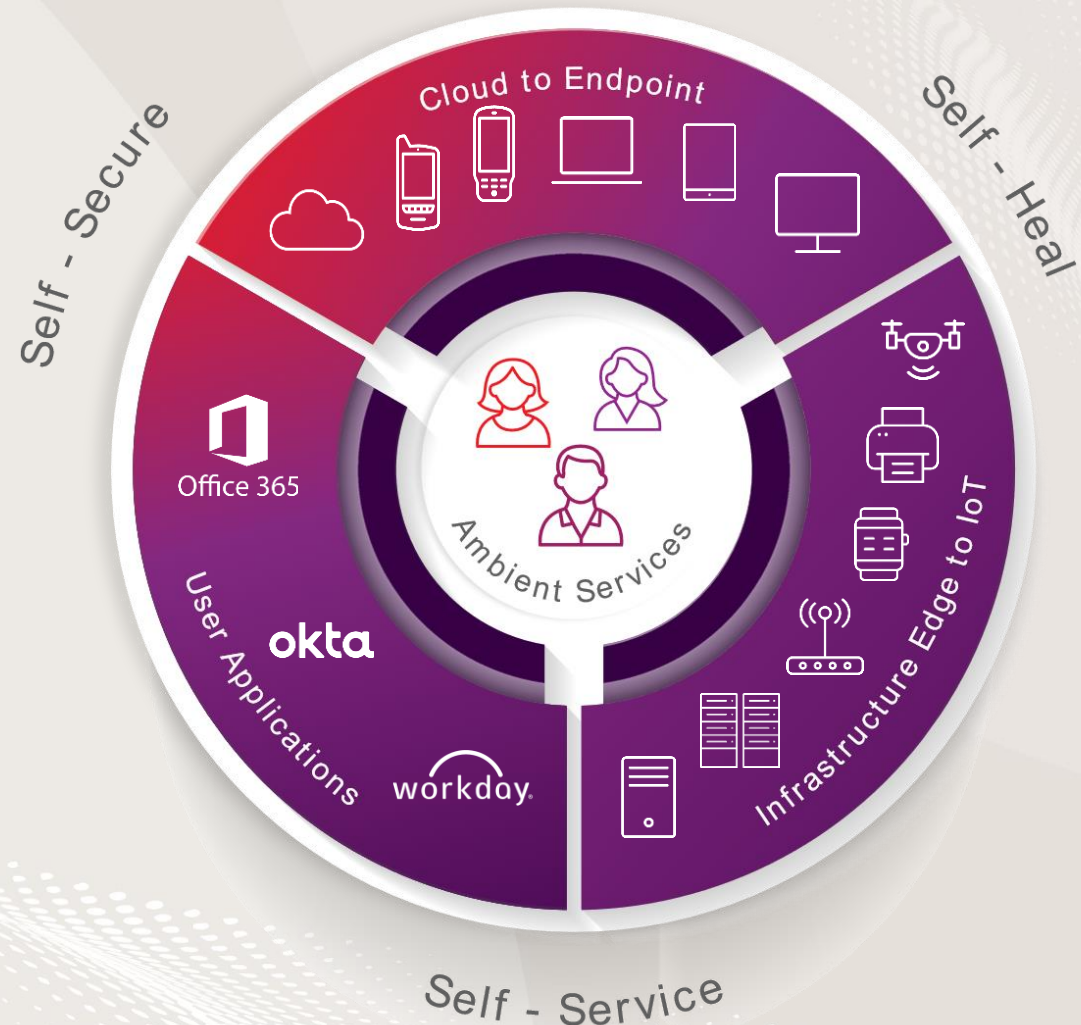 Cloud to Endpoint
Self - Secure
Self - Heal
Office 365
Ambient Services
Infrastructure Edge to IoT
User Applications
okta
workday.
Self - Service